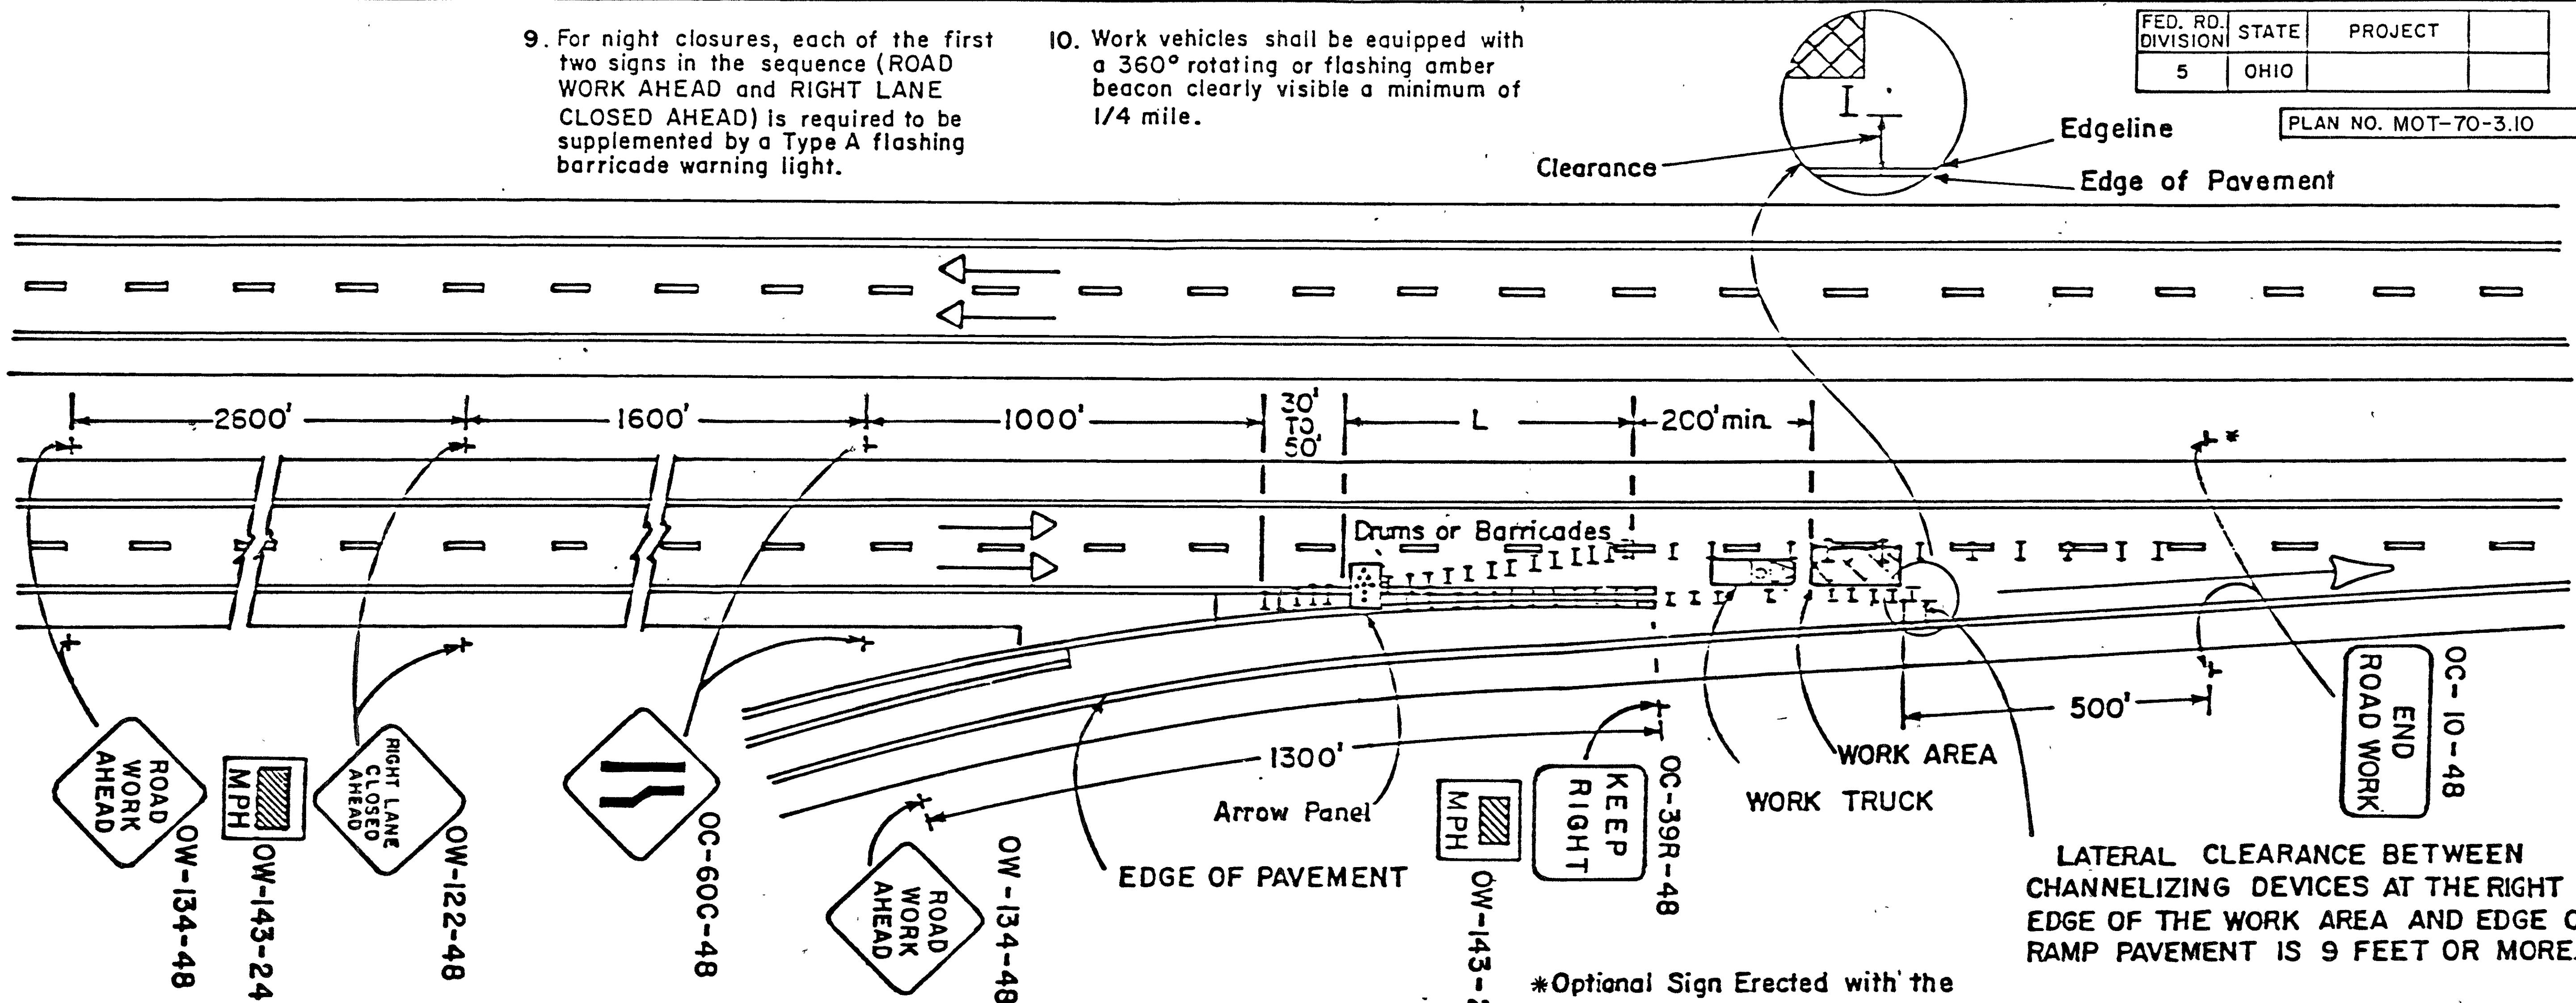 9. For night closures, each of the first
two signs in the sequence (ROAD
WORK AHEAD and RIGHT LANE
CLOSED AHEAD) is required to be
supplemented by a Type A flashing
barricade warning light.
10. Work vehicles shall be equipped with
a 360° rotating or flashing amber
beacon clearly visible a minimum of
1/4 mile.
FED. RD. DIVISION STATE PROJECT
5 OHIO
PLAN NO. MOT-70-3.10
Clearance
Edgeline
Edge of Pavement
2600'
1600'
1000'
30'
TO
50'
L
200' min.
*
Drums or Barricades
500'
1300'
Arrow Panel
EDGE OF PAVEMENT
WORK AREA
WORK TRUCK
ROAD
WORK
AHEAD
OW-134-48
MPH
OW-143-24
RIGHT LANE
CLOSED
AHEAD
OW-122-48
OC-60C-48
ROAD
WORK
AHEAD
OW-134-48
MPH
OW-143-
KEEP
RIGHT
OC-39R-48
END
ROAD WORK
OC-10-48
LATERAL CLEARANCE BETWEEN
CHANNELIZING DEVICES AT THE RIGHT
EDGE OF THE WORK AREA AND EDGE
RAMP PAVEMENT IS 9 FEET OR MORE.
*Optional Sign Erected with the